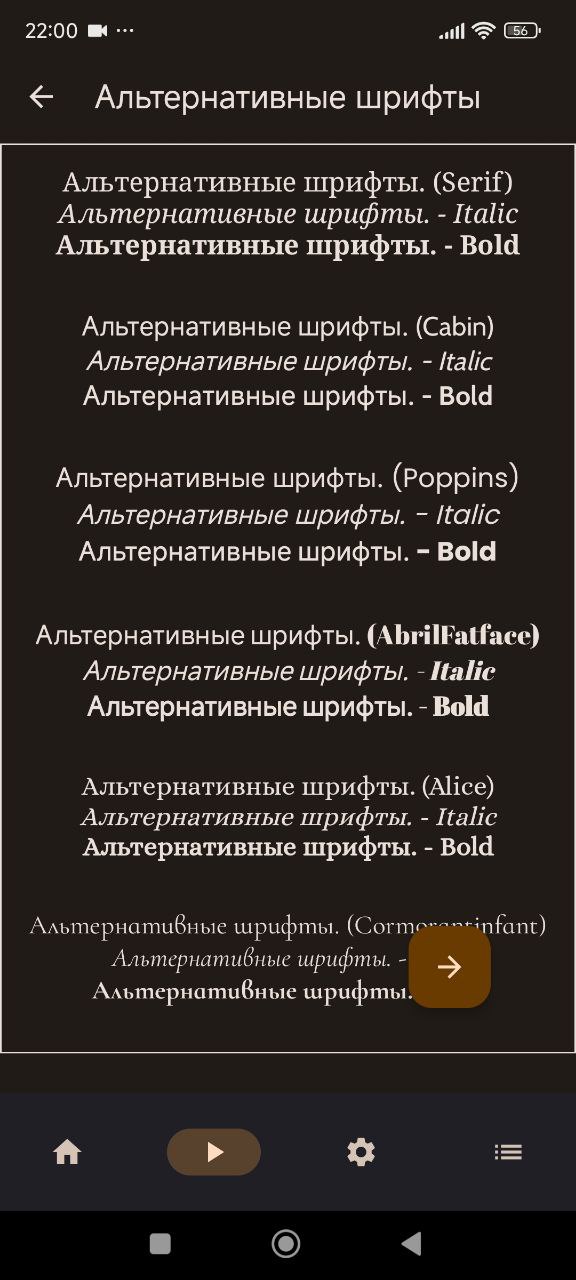 22:00
56
Альтернативные шрифты
Альтернативные шрифты. (Serif)
Альтернативные шрифты. - Italic
Альтернативные шрифты. - Bold
Альтернативные шрифты. (Cabin)
Альтернативные шрифты. - Italic
Альтернативные шрифты. - Bold
Альтернативные шрифты. (Poppins)
Альтернативные шрифты. - Italic
Альтернативные шрифты. - Bold
Альтернативные шрифты. (AbrilFatface)
Альтернативные шрифты. - Italic
Альтернативные шрифты. - Bold
Альтернативные шрифты. (Alice)
Альтернативные шрифты. - Italic
Альтернативные шрифты. - Bold
Альтернативные шрифты. (Cormorantinfant)
Альтернативные шрифты. -
Альтернативные шрифты.